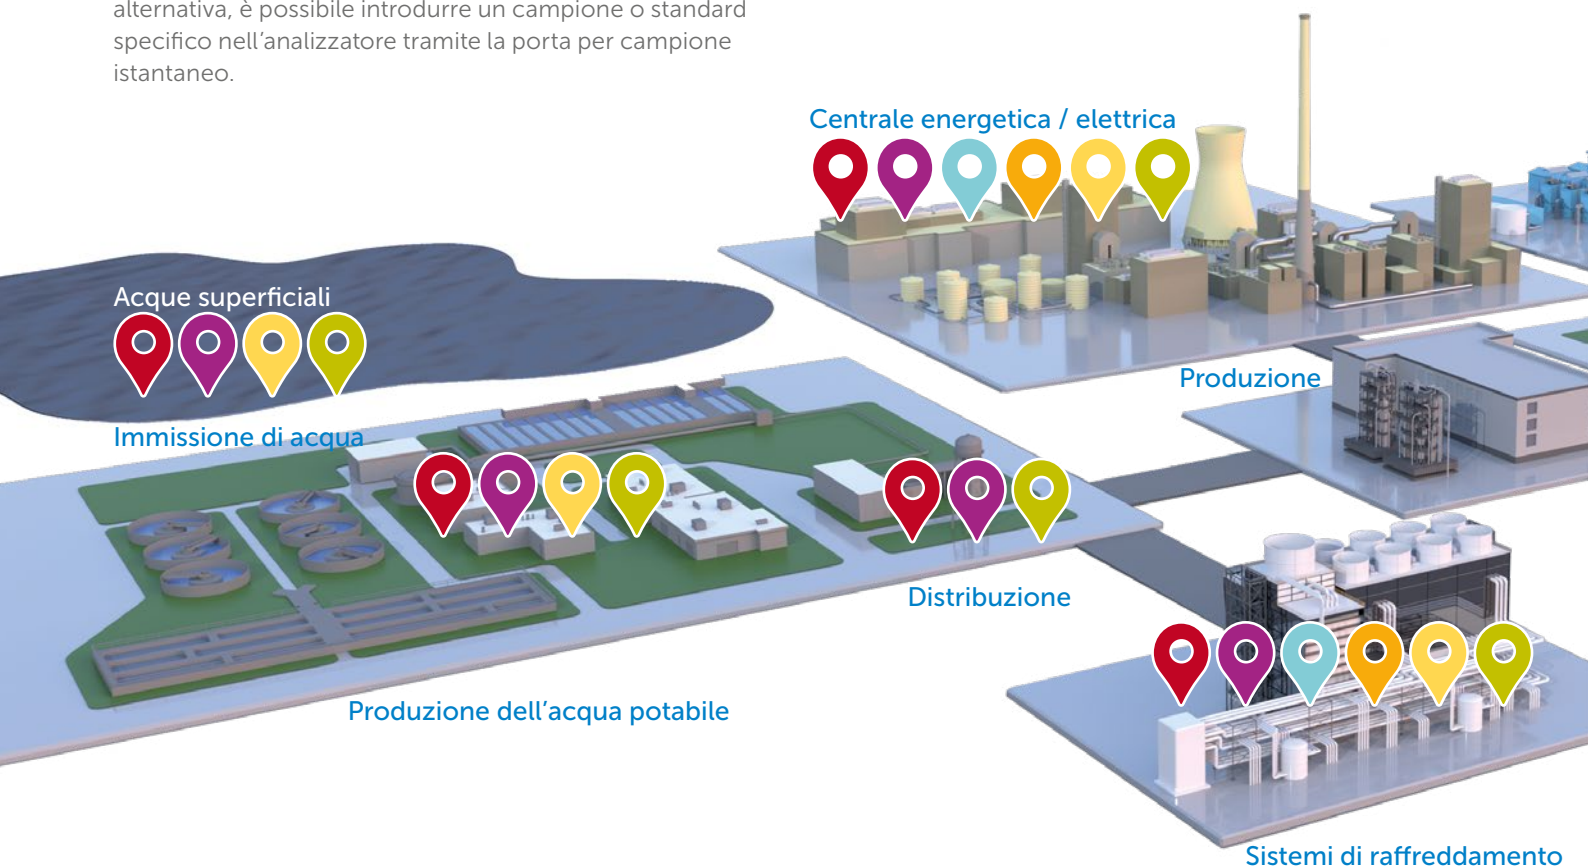 alternativa, è possibile introdurre un campione o standard
specifico nell’analizzatore tramite la porta per campione
istantaneo.
Centrale energetica / elettrica
Acque superficiali
Produzione
Immissione di acqua
Distribuzione
Produzione dell’acqua potabile
Sistemi di raffreddamento